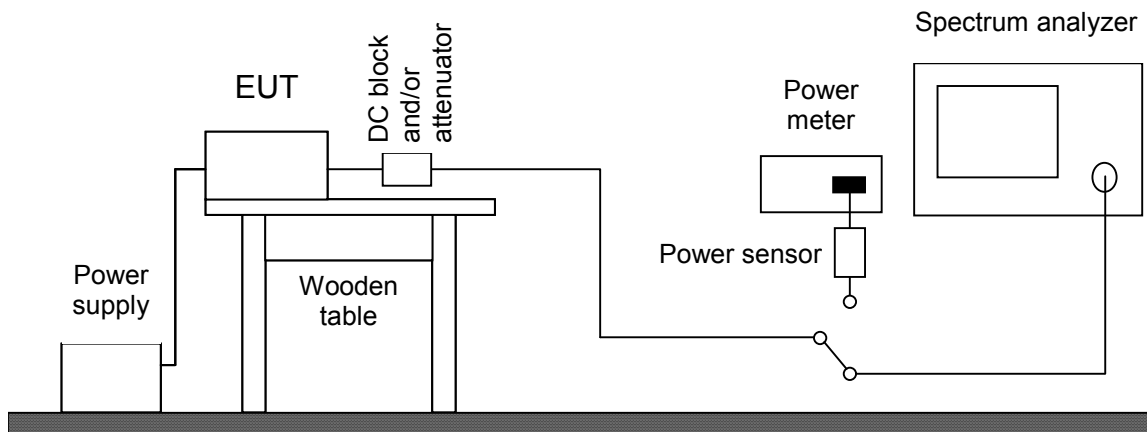 Spectrum analyzer
EUT
DC block
and/or
attenuator
Power
meter
Power sensor
Power
supply
Wooden
table